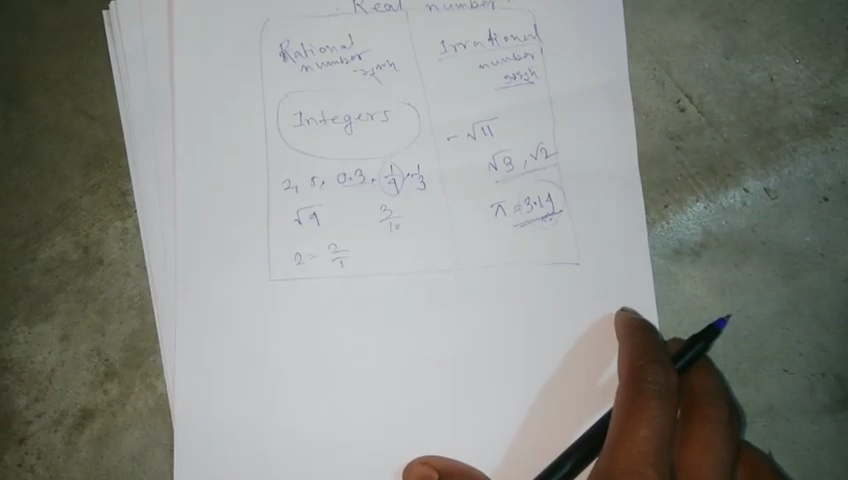 Real number
Rational
number
Irrational
number
Integers
2, 5, 0.3, 1/4, 1/3
-√11
√3, √2
√9
3/10
π = 3.14
2 = 2/1